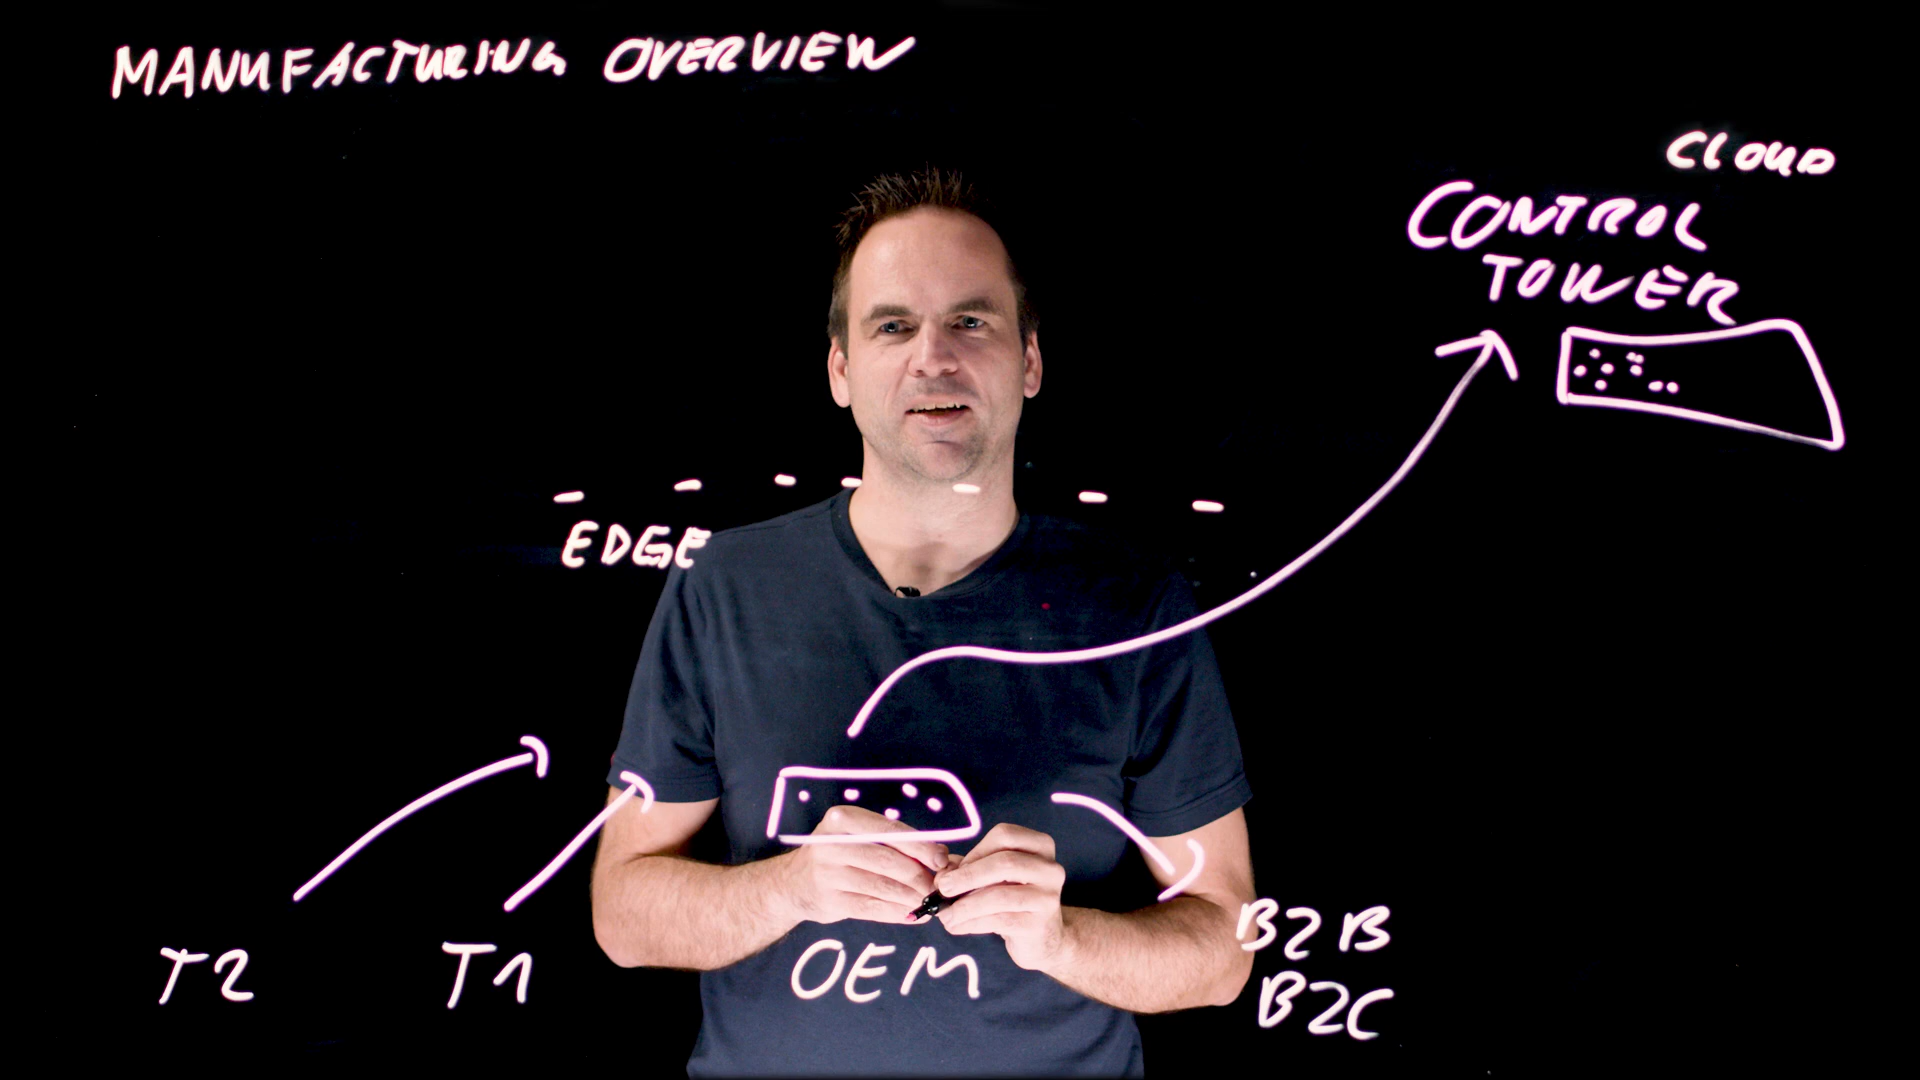 MANUFACTURING OVERVIEW
CLOUD
CONTROL
TOWER
EDGE
T2
T1
OEM
B2B
B2C